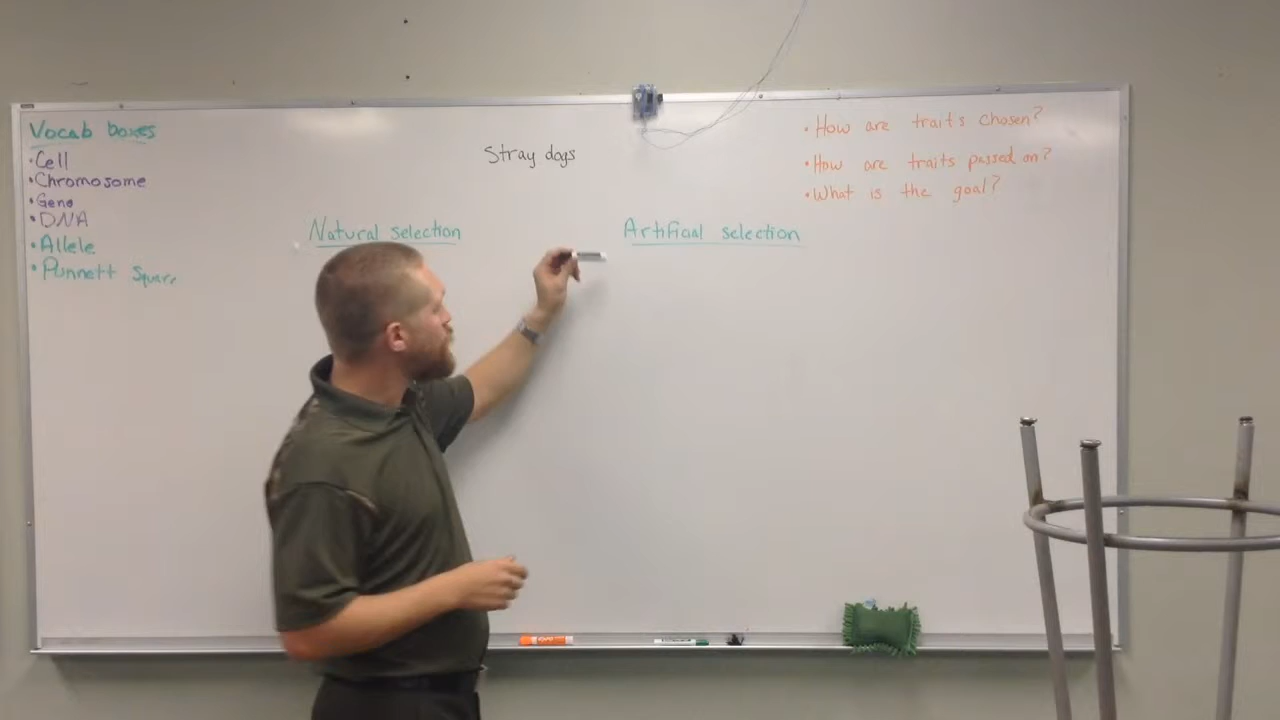 Vocab boxes
•Cell
•Chromosome
•Gene
•DNA
•Allele
•Punnett Square
Stray dogs
Natural selection
Artificial selection
•How are traits chosen?
•How are traits passed on?
•What is the goal?